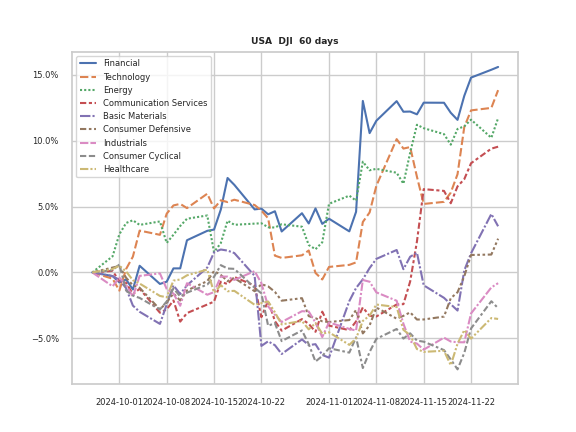 USA  DJI  60 days
15.0%
10.0%
5.0%
0.0%
−5.0%
Financial
Technology
Energy
Communication Services
Basic Materials
Consumer Defensive
Industrials
Consumer Cyclical
Healthcare
2024-10-01 2024-10-08 2024-10-15 2024-10-22 2024-11-01 2024-11-08 2024-11-15 2024-11-22